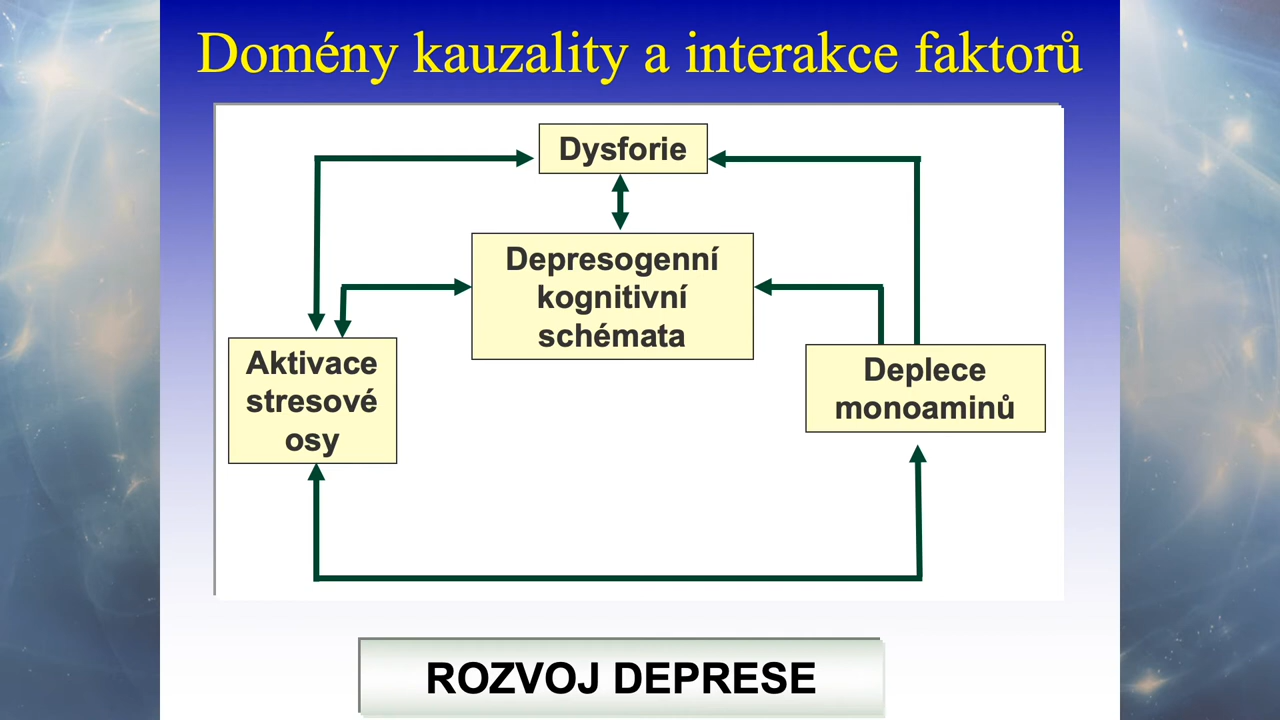 Domény kauzality a interakce faktorů
Dysforie
Depresogenní
kognitivní
schémata
Aktivace
stresové
osy
Deplece
monoaminů
ROZVOJ DEPRESE